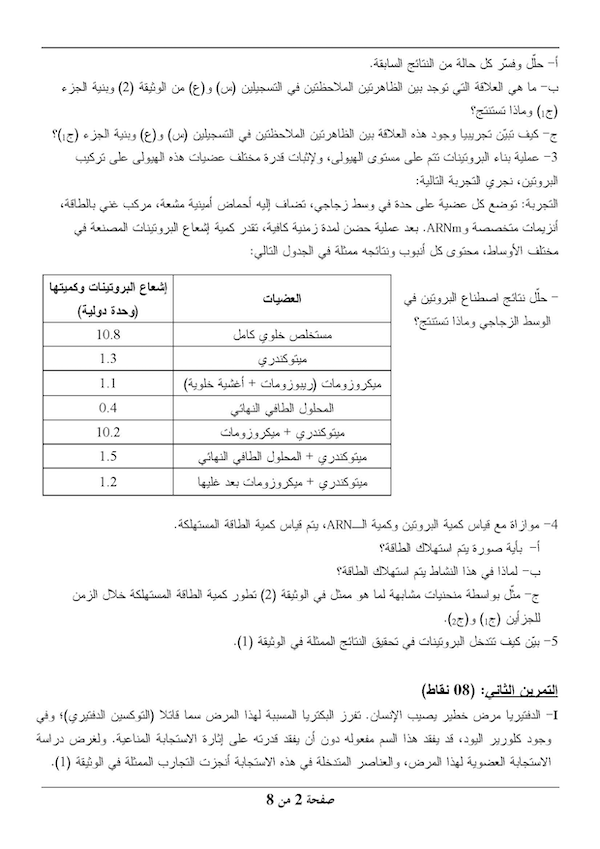 أ- حلّل وفسّر كل حالة من النتائج السابقة.
ب- ما هي العلاقة التي توجد بين الظاهرتين الملاحظتين في التسجيلين (س) و(ع) من الوثيقة (2) وبنية الجزء
(ج1) وماذا تستنتج؟
ج- كيف تبيّن تجريبيا وجود هذه العلاقة بين الظاهرتين الملاحظتين في التسجيلين (س) و(ع) وبنية الجزء (ج1)؟
3- عملية بناء البروتينات تتم على مستوى الهيولى، ولإثبات قدرة مختلف عضيات هذه الهيولى على تركيب
البروتين، نجري التجربة التالية:
التجربة: توضع كل عضية على حدة في وسط زجاجي، تضاف إليه أحماض أمينية مشعة، مركب غني بالطاقة،
أنزيمات متخصصة وARNm. بعد عملية حضن لمدة زمنية كافية، تقدر كمية إشعاع البروتينات المصنعة في
مختلف الأوساط، محتوى كل أنبوب ونتائجه ممثلة في الجدول التالي:
- حلّل نتائج اصطناع البروتين في
الوسط الزجاجي وماذا تستنتج؟
العضيات إشعاع البروتينات وكميتها
(وحدة دولية)
مستخلص خلوي كامل 10.8
ميتوكندري 1.3
ميكروزومات (ريبوزومات + أغشية خلوية) 1.1
المحلول الطافي النهائي 0.4
ميتوكندري + ميكروزومات 10.2
ميتوكندري + المحلول الطافي النهائي 1.5
ميتوكندري + ميكروزومات بعد غليها 1.2
4- موازاة مع قياس كمية البروتين وكمية الـــARN، يتم قياس كمية الطاقة المستهلكة.
أ- بأية صورة يتم استهلاك الطاقة؟
ب- لماذا في هذا النشاط يتم استهلاك الطاقة؟
ج- مثّل بواسطة منحنيات مشابهة لما هو ممثل في الوثيقة (2) تطور كمية الطاقة المستهلكة خلال الزمن
للجزأين (ج1) و(ج2).
5- بيّن كيف تتدخل البروتينات في تحقيق النتائج الممثلة في الوثيقة (1).
التمرين الثاني: (08 نقاط)
I- الدفتيريا مرض خطير يصيب الإنسان. تفرز البكتريا المسببة لهذا المرض سما قاتلا (التوكسين الدفتيري)؛ وفي
وجود كلورير اليود، قد يفقد هذا السم مفعوله دون أن يفقد قدرته على إثارة الاستجابة المناعية. ولغرض دراسة
الاستجابة العضوية لهذا المرض، والعناصر المتدخلة في هذه الاستجابة أنجزت التجارب الممثلة في الوثيقة (1).
صفحة 2 من 8